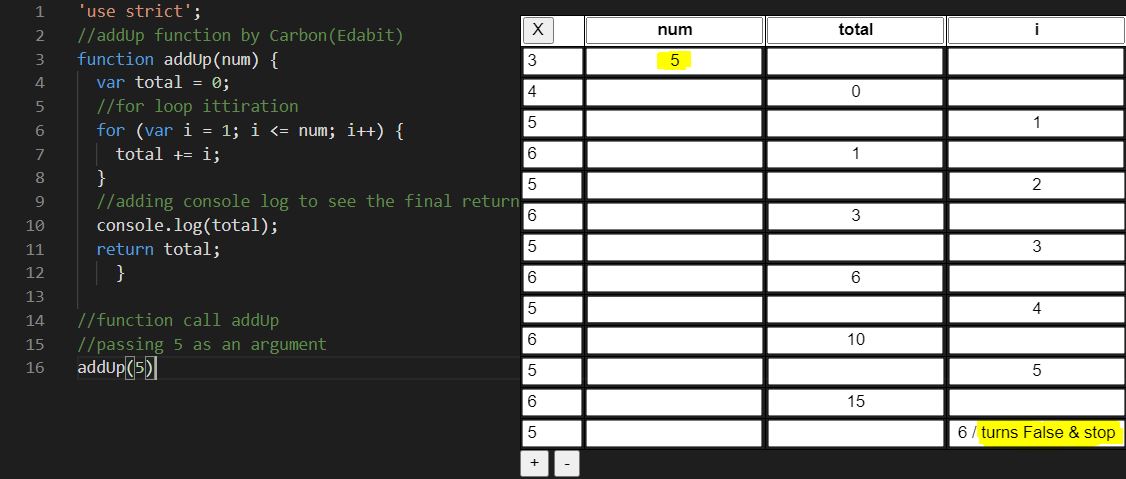 1 'use strict';
2 //addUp function by Carbon(Edabit)
3 function addUp(num) {
4 var total = 0;
5 //for loop ittiration
6 for (var i = 1; i <= num; i++) {
7 total += i;
8 }
9 //adding console log to see the final return
10 console.log(total);
11 return total;
12 }
13
14 //function call addUp
15 //passing 5 as an argument
16 addUp(5)
X num total i
3 5
4 0
5 1
6 1
5 2
6 3
5 3
6 6
5 4
6 10
5 5
6 15
5 6 / turns False & stop
+ -